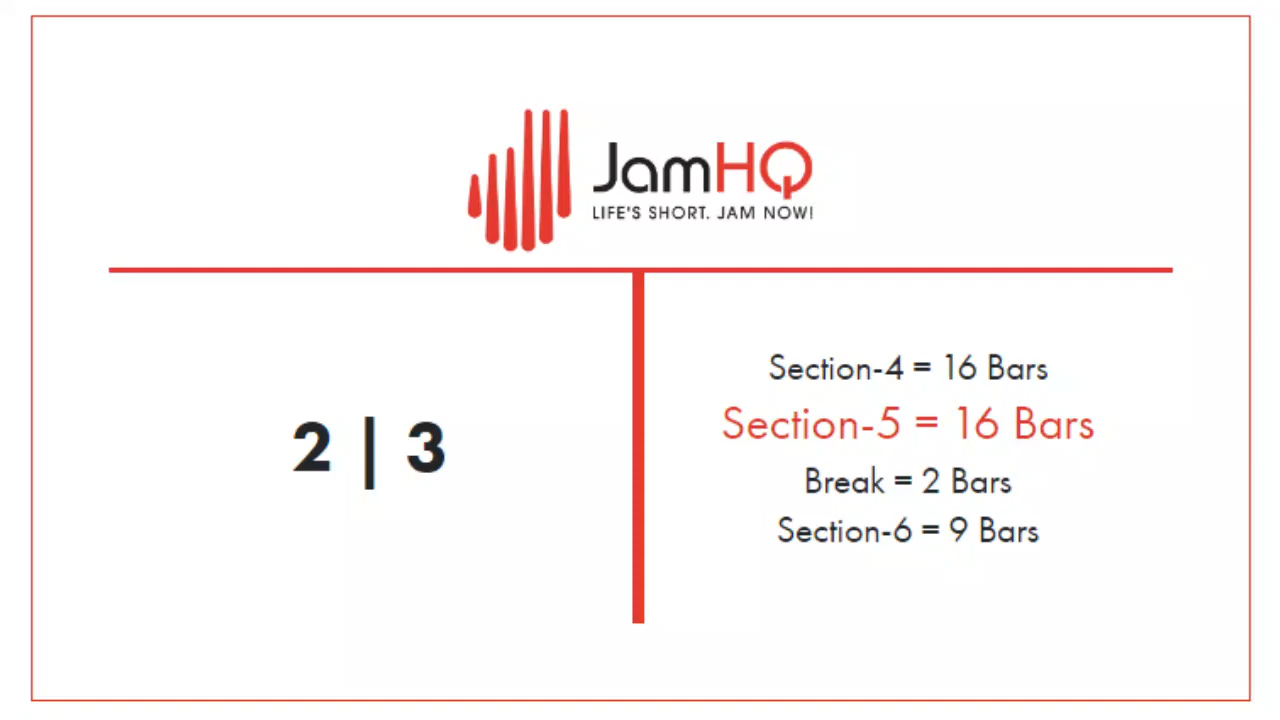 JamHQ
LIFE'S SHORT. JAM NOW!
2 | 3
Section-4 = 16 Bars
Section-5 = 16 Bars
Break = 2 Bars
Section-6 = 9 Bars